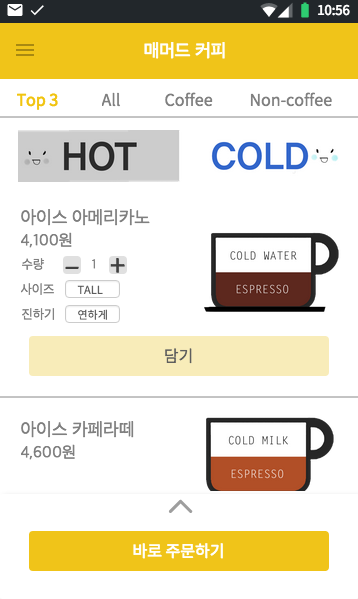 10:56
매머드 커피
Top 3 All Coffee Non-coffee
HOT COLD
아이스 아메리카노
4,100원
수량 1
사이즈 TALL
진하기 연하게
COLD WATER
ESPRESSO
담기
아이스 카페라떼
4,600원
COLD MILK
ESPRESSO
바로 주문하기